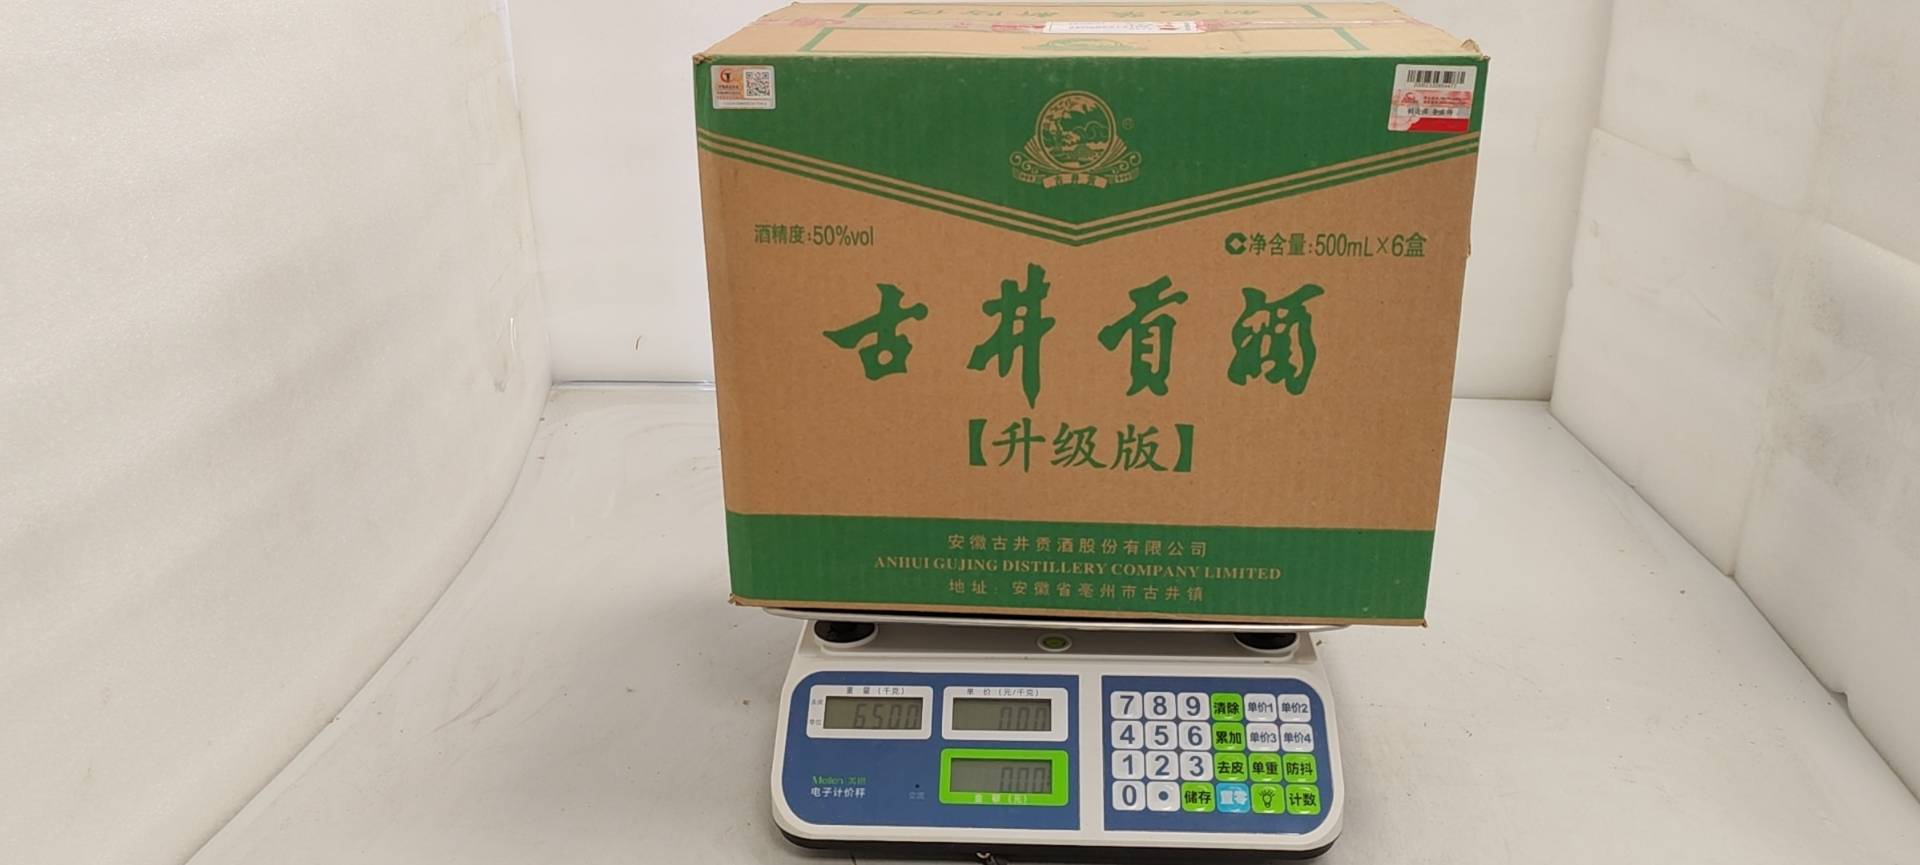 酒精度:50%vol
净含量:500mL×6盒
古井贡酒
【升级版】
安徽古井贡酒股份有限公司
ANHUI GUJING DISTILLERY COMPANY LIMITED
地址:安徽省亳州市古井镇
重量(千克)
单价(元/千克)
6.500
0.00
0.00
金额(元)
电子计价秤
7 8 9 清除 单价1 单价2
4 5 6 累加 单价3 单价4
1 2 3 去皮 单重 防抖
0 • 储存 置零 计数